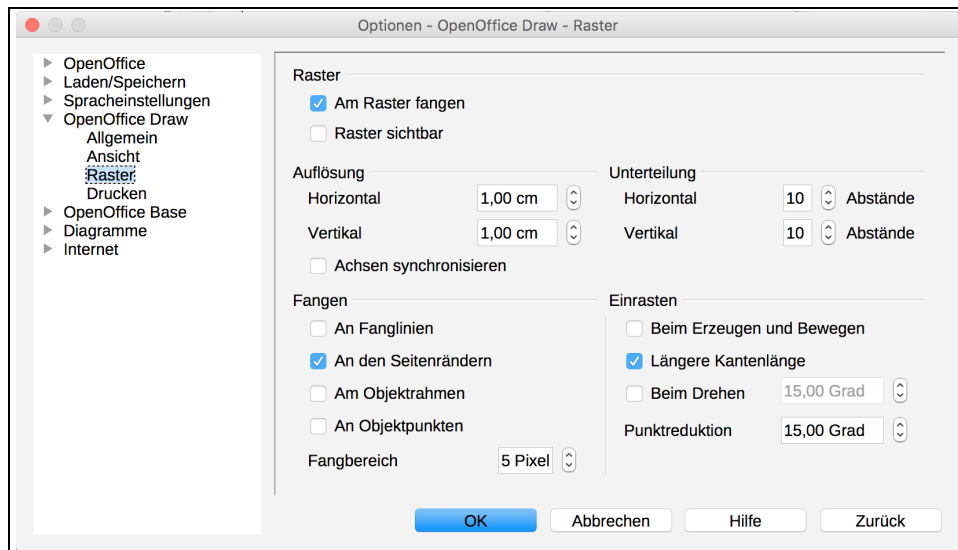 Optionen - OpenOffice Draw - Raster
OpenOffice
Laden/Speichern
Spracheinstellungen
OpenOffice Draw
Allgemein
Ansicht
Raster
Drucken
OpenOffice Base
Diagramme
Internet
Raster
Am Raster fangen
Raster sichtbar
Auflösung
Horizontal 1,00 cm
Vertikal 1,00 cm
Achsen synchronisieren
Unterteilung
Horizontal 10 Abstände
Vertikal 10 Abstände
Fangen
An Fanglinien
An den Seitenrändern
Am Objektrahmen
An Objektpunkten
Fangbereich 5 Pixel
Einrasten
Beim Erzeugen und Bewegen
Längere Kantenlänge
Beim Drehen 15,00 Grad
Punktreduktion 15,00 Grad
OK Abbrechen Hilfe Zurück